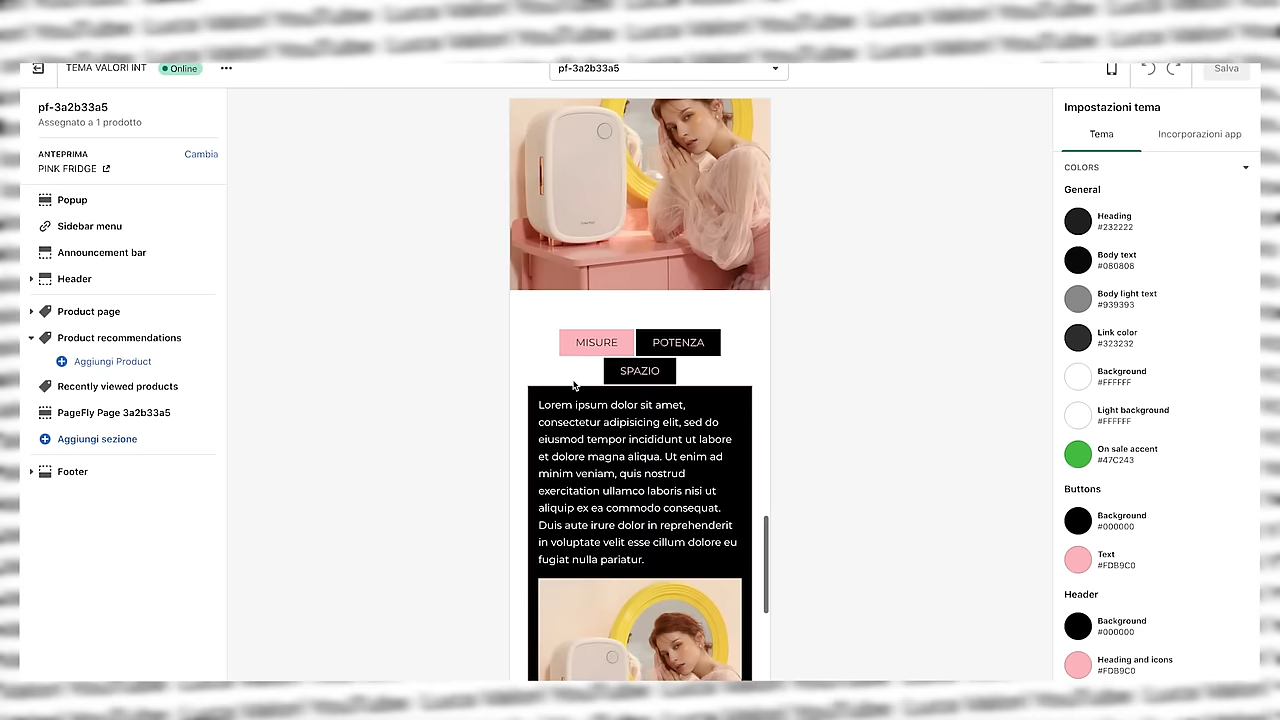 TEMA VALORI INT
Online
pf-3a2b33a5
Salva
pf-3a2b33a5
Assegnato a 1 prodotto
ANTEPRIMA
Cambia
PINK FRIDGE
Popup
Sidebar menu
Announcement bar
Header
Product page
Product recommendations
Aggiungi Product
Recently viewed products
PageFly Page 3a2b33a5
Aggiungi sezione
Footer
MISURE
POTENZA
SPAZIO
Lorem ipsum dolor sit amet,
consectetur adipisicing elit, sed do
eiusmod tempor incididunt ut labore
et dolore magna aliqua. Ut enim ad
minim veniam, quis nostrud
exercitation ullamco laboris nisi ut
aliquip ex ea commodo consequat.
Duis aute irure dolor in reprehenderit
in voluptate velit esse cillum dolore eu
fugiat nulla pariatur.
Impostazioni tema
Tema
Incorporazioni app
COLORS
General
Heading
#232222
Body text
#080808
Body light text
#939393
Link color
#323232
Background
#FFFFFF
Light background
#FFFFFF
On sale accent
#47C243
Buttons
Background
#000000
Text
#FDB9C0
Header
Background
#000000
Heading and icons
#FDB9C0